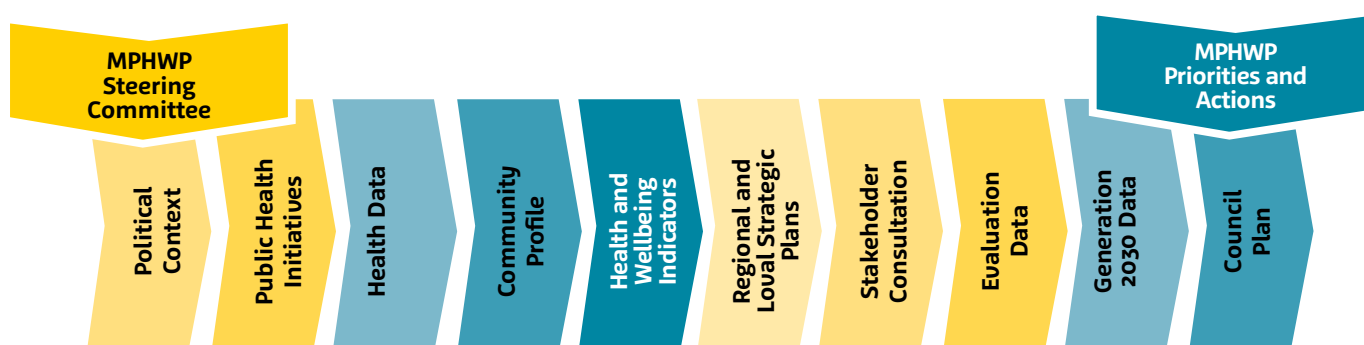 MPHWP
Steering
Committee
MPHWP
Priorities and
Actions
Political
Context
Public Health
Initiatives
Health Data
Community
Profile
Health and
Wellbeing
Indicators
Regional and
Loval Strategic
Plans
Stakeholder
Consultation
Evaluation
Data
Generation
2030 Data
Council
Plan